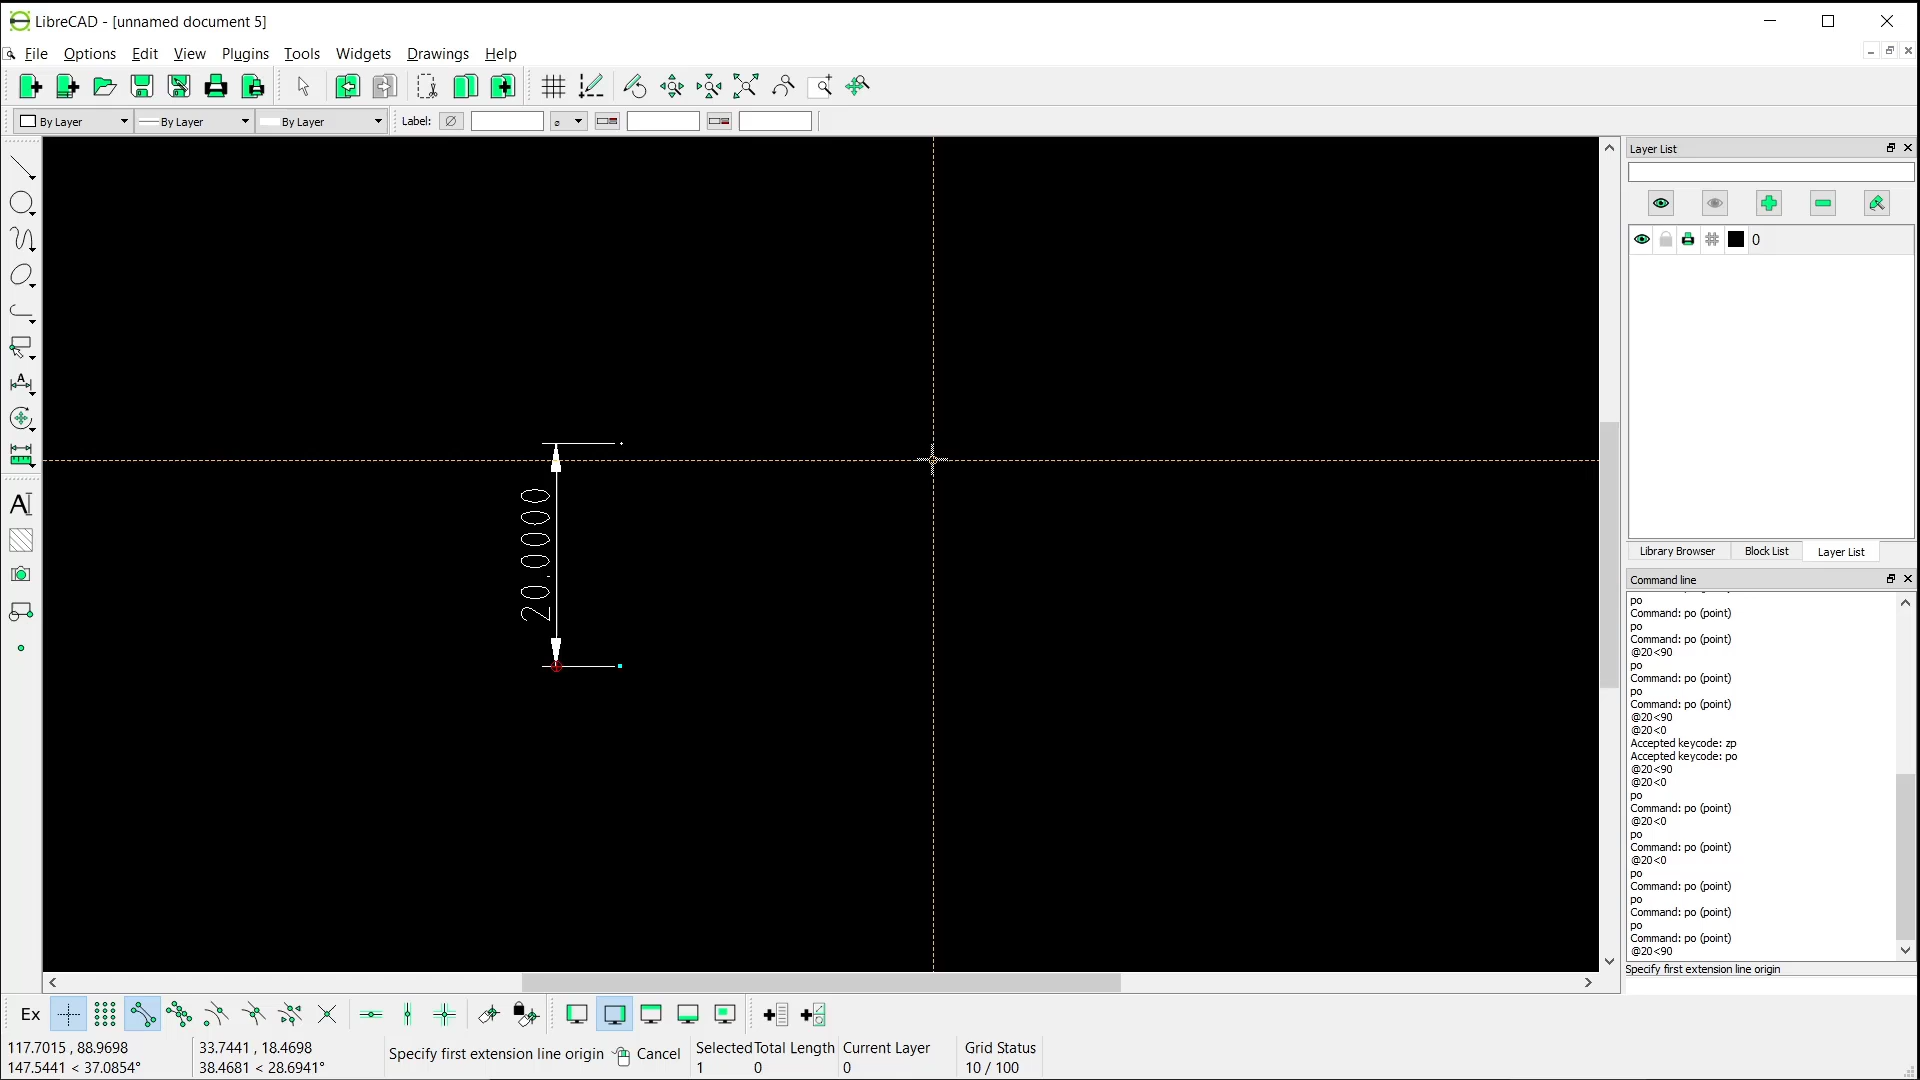 LibreCAD - [unnamed document 5]
File Options Edit View Plugins Tools Widgets Drawings Help
By Layer By Layer By Layer Label:
Layer List
0
20.0000
Library Browser Block List Layer List
Command line
po
Command: po (point)
po
Command: po (point)
@20<90
po
Command: po (point)
po
Command: po (point)
@20<90
@20<0
Accepted keycode: zp
Accepted keycode: po
@20<90
@20<0
po
Command: po (point)
@20<0
po
Command: po (point)
@20<0
po
Command: po (point)
po
Command: po (point)
po
Command: po (point)
@20<90
Specify first extension line origin
Ex
117.7015 , 88.9698
147.5441 < 37.0854°
33.7441 , 18.4698
38.4681 < 28.6941°
Specify first extension line origin Cancel
Selected Total Length
1 0
Current Layer
0
Grid Status
10 / 100